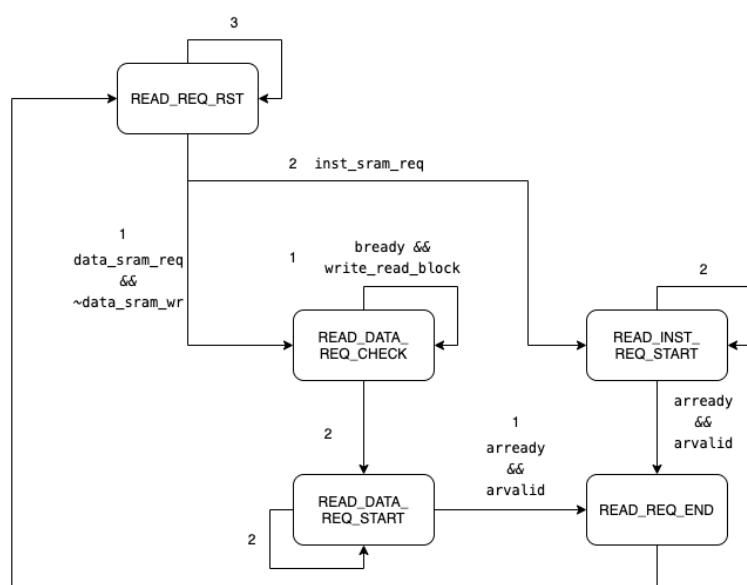 3
READ_REQ_RST
2 inst_sram_req
1
data_sram_req
&&
~data_sram_wr
1
bready &&
write_read_block
2
READ_DATA_
REQ_CHECK
READ_INST_
REQ_START
2
1
arready
&&
arvalid
arready
&&
arvalid
READ_DATA_
REQ_START
READ_REQ_END
2